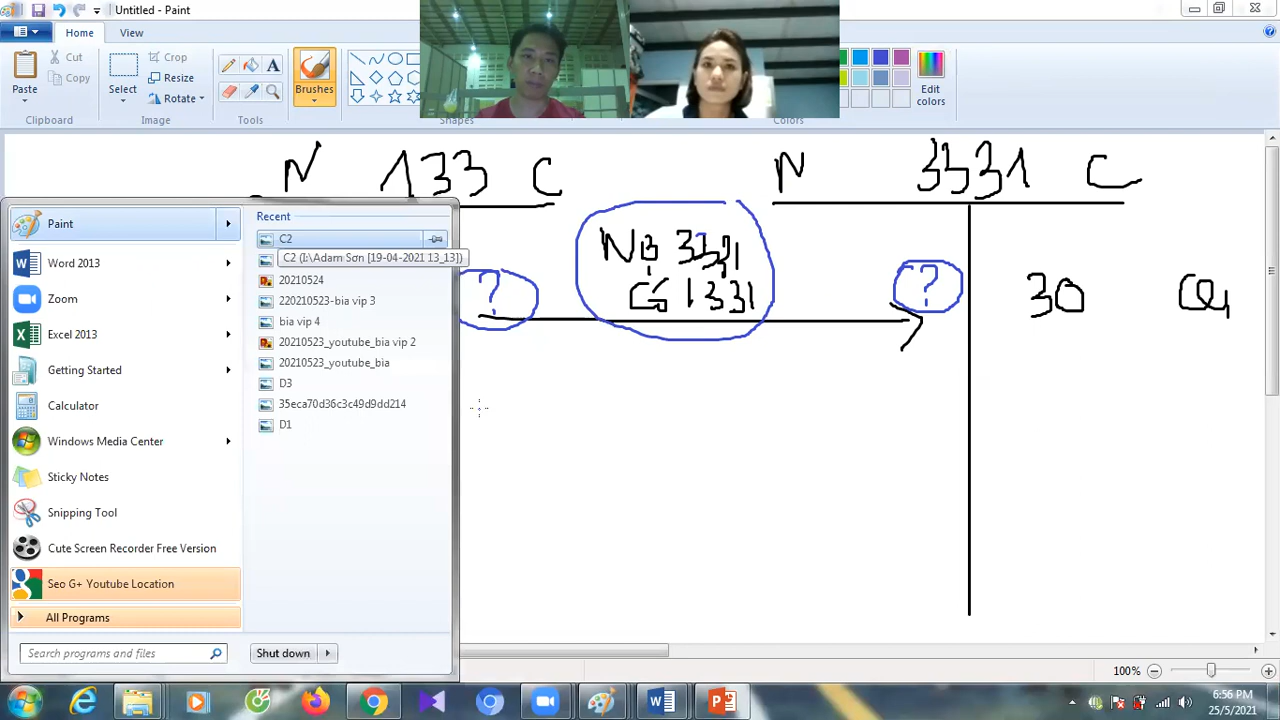 Untitled - Paint
Home
View
Paste
Cut
Copy
Clipboard
Select
Crop
Resize
Rotate
Image
Tools
Brushes
Shapes
Edit
colors
Colors
N 133 C
N 3331 C
Nợ 3331
Có 1331
?
?
30
Paint
Word 2013
Zoom
Excel 2013
Getting Started
Calculator
Windows Media Center
Sticky Notes
Snipping Tool
Cute Screen Recorder Free Version
Seo G+ Youtube Location
All Programs
Search programs and files
Shut down
Recent
C2
C2 (I:\Adam Sơn [19-04-2021 13_13])
20210524
220210523-bia vip 3
bia vip 4
20210523_youtube_bia vip 2
20210523_youtube_bia
D3
35eca70d36c3c49d9dd214
D1
100%
6:56 PM
25/5/2021